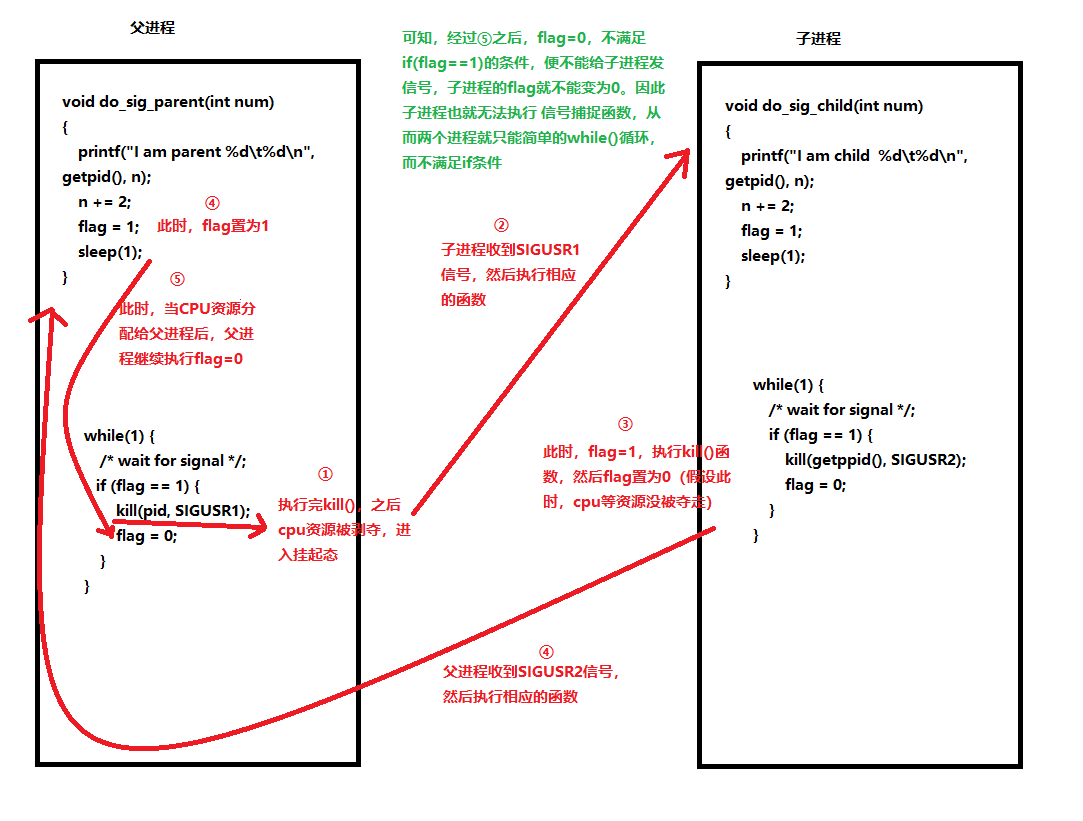 父进程
void do_sig_parent(int num)
{
printf("I am parent %d\t%d\n",
getpid(), n);
n += 2;
flag = 1;
sleep(1);
}
④
此时，flag置为1
⑤
此时，当CPU资源分
配给父进程后，父进
程继续执行flag=0
while(1) {
/* wait for signal */;
if (flag == 1) {
kill(pid, SIGUSR1);
flag = 0;
}
}
①
执行完kill()，之后
cpu资源被剥夺，进
入挂起态
可知，经过⑤之后，flag=0，不满足
if(flag==1)的条件，便不能给子进程发
信号，子进程的flag就不能变为0。因此
子进程也就无法执行 信号捕捉函数，从
而两个进程就只能简单的while()循环，
而不满足if条件
②
子进程收到SIGUSR1
信号，然后执行相应
的函数
③
此时，flag=1，执行kill()函
数，然后flag置为0（假设此
时，cpu等资源没被夺走）
④
父进程收到SIGUSR2信号，
然后执行相应的函数
子进程
void do_sig_child(int num)
{
printf("I am child  %d\t%d\n",
getpid(), n);
n += 2;
flag = 1;
sleep(1);
}
while(1) {
/* wait for signal */;
if (flag == 1) {
kill(getppid(), SIGUSR2);
flag = 0;
}
}